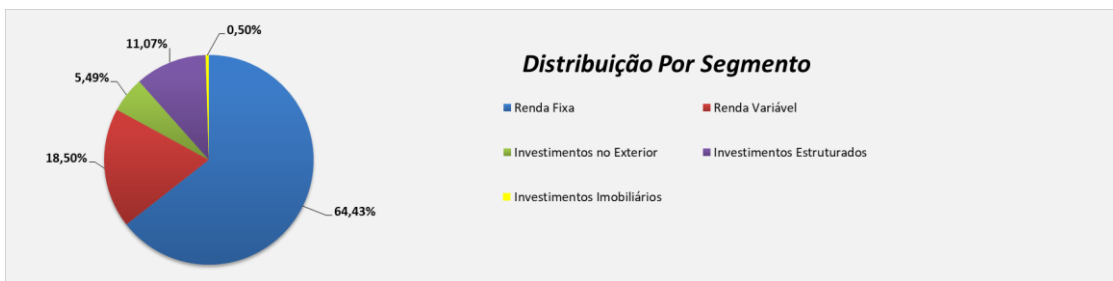 0,50%
11,07%
5,49%
18,50%
64,43%
Distribuição Por Segmento
Renda Fixa
Renda Variável
Investimentos no Exterior
Investimentos Estruturados
Investimentos Imobiliários